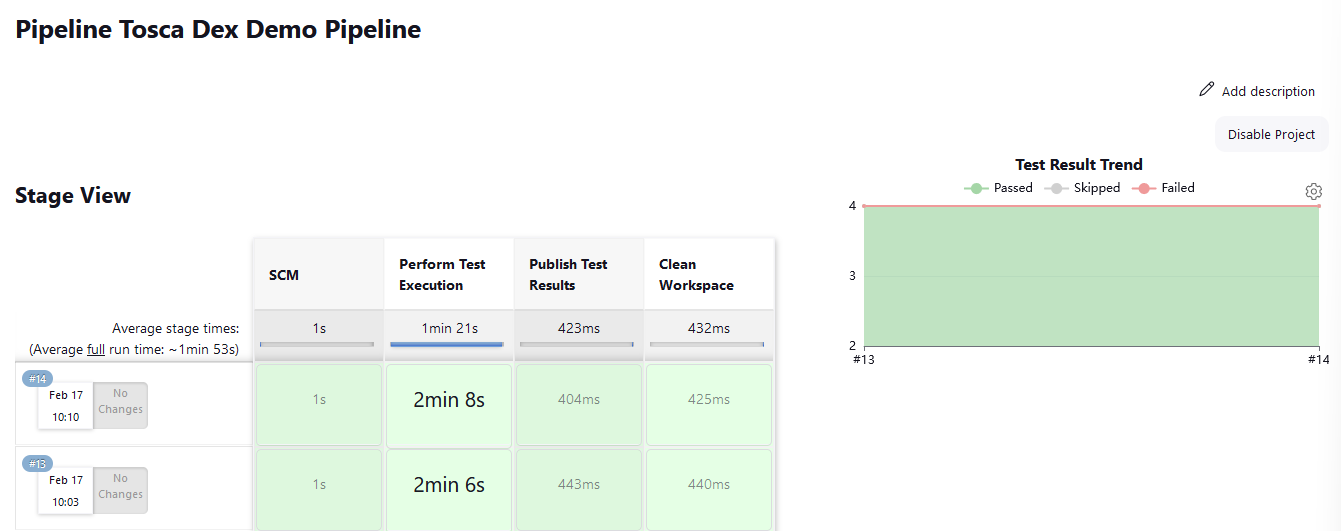 Pipeline Tosca Dex Demo Pipeline
Add description
Disable Project
Test Result Trend
Passed Skipped Failed
4
3
2
#13 #14
Stage View
SCM
Perform Test
Execution
Publish Test
Results
Clean
Workspace
Average stage times:
(Average full run time: ~1min 53s)
1s 1min 21s 423ms 432ms
#14
Feb 17
10:10
No
Changes
1s 2min 8s 404ms 425ms
#13
Feb 17
10:03
No
Changes
1s 2min 6s 443ms 440ms